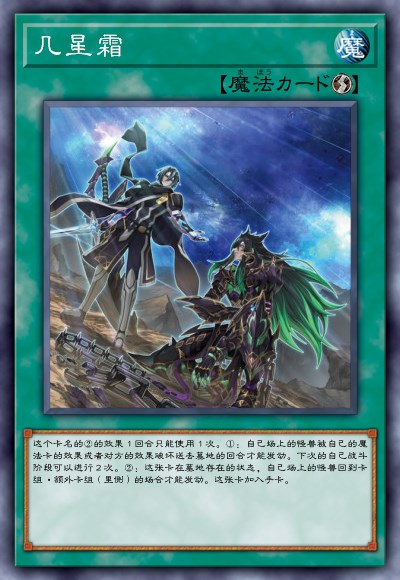 几星霜
魔
【魔法カード】
まほう
这个卡名的②的效果1回合只能使用1次。①：自己场上的怪兽被自己的魔
法卡的效果或者对方的效果破坏送去墓地的回合才能发动。下次的自己战斗
阶段可以进行2次。②：这张卡在墓地存在的状态，自己场上的怪兽回到卡
组·额外卡组（里侧）的场合才能发动。这张卡加入手卡。